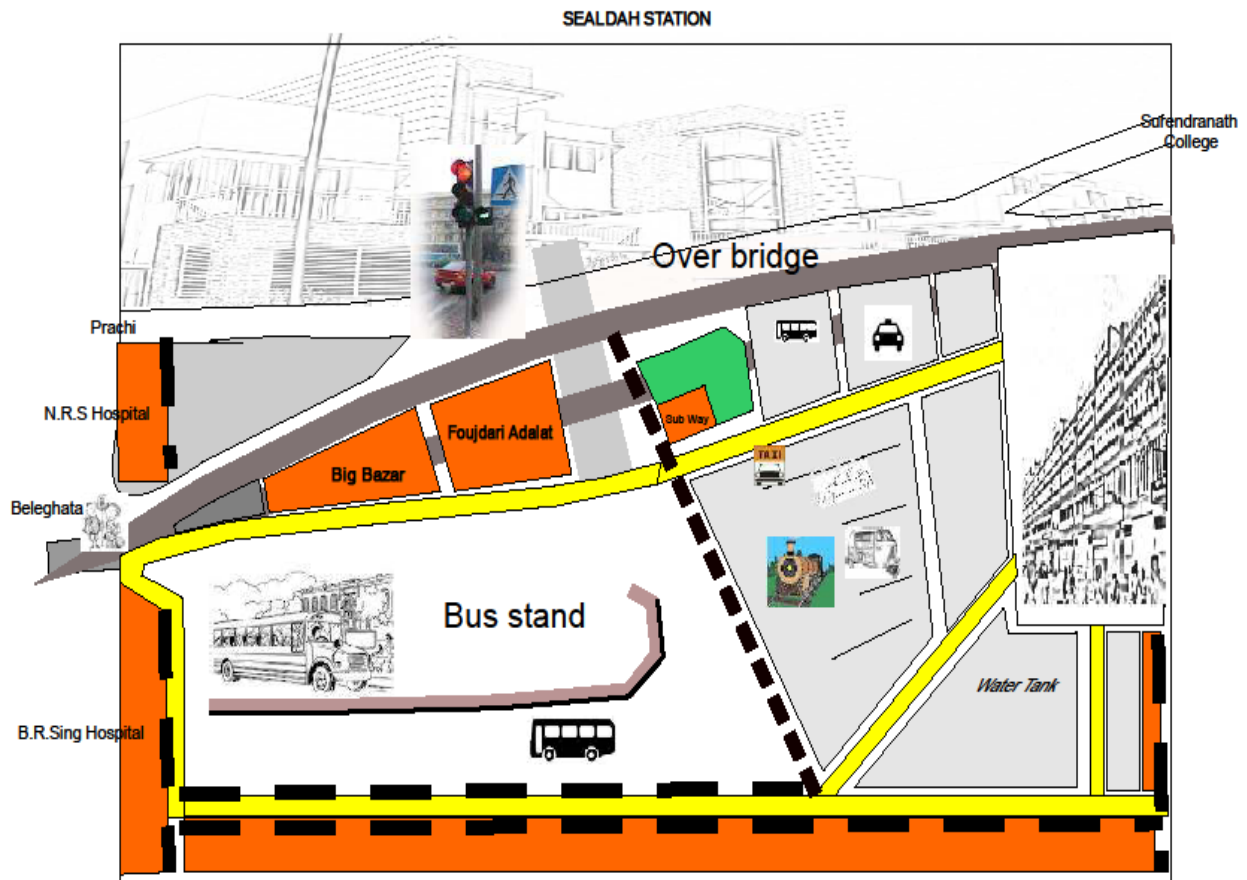 SEALDAH STATION
Surendranath
College
Over bridge
Prachi
N.R.S Hospital
Sub Way
Foujdari Adalat
Big Bazar
TAXI
Beleghata
Bus stand
Water Tank
B.R.Sing Hospital